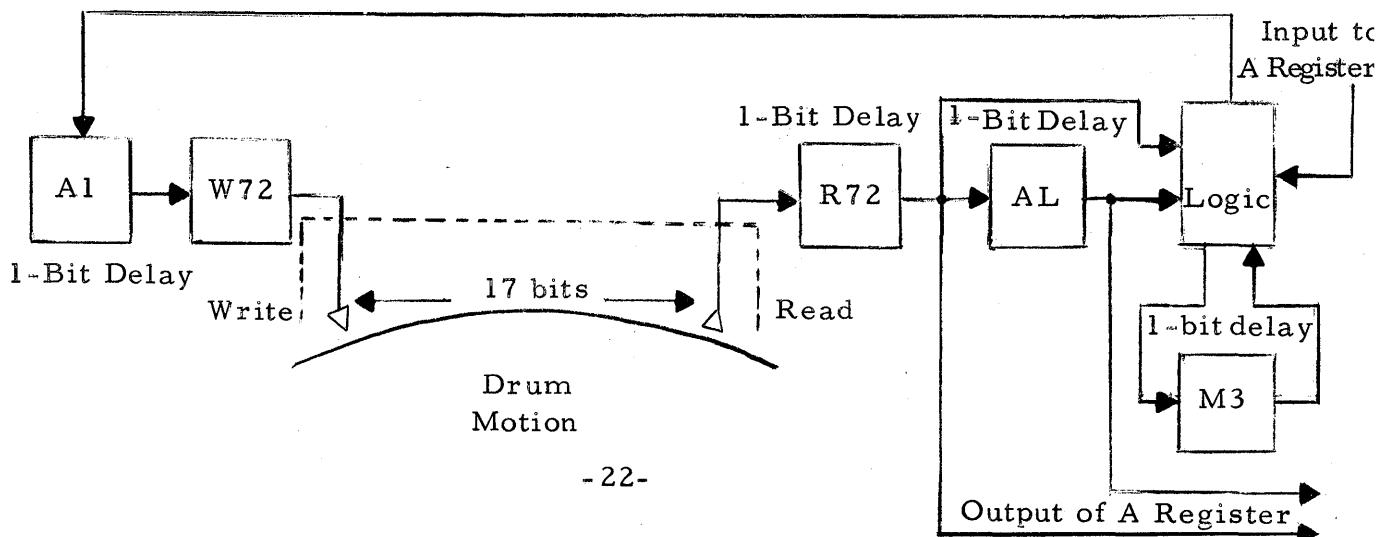 Input to
A Register
1-Bit Delay
1-Bit Delay
A1
W72
R72
AL
Logic
1-Bit Delay
Write
17 bits
Read
1-bit delay
Drum
Motion
M3
-22-
Output of A Register